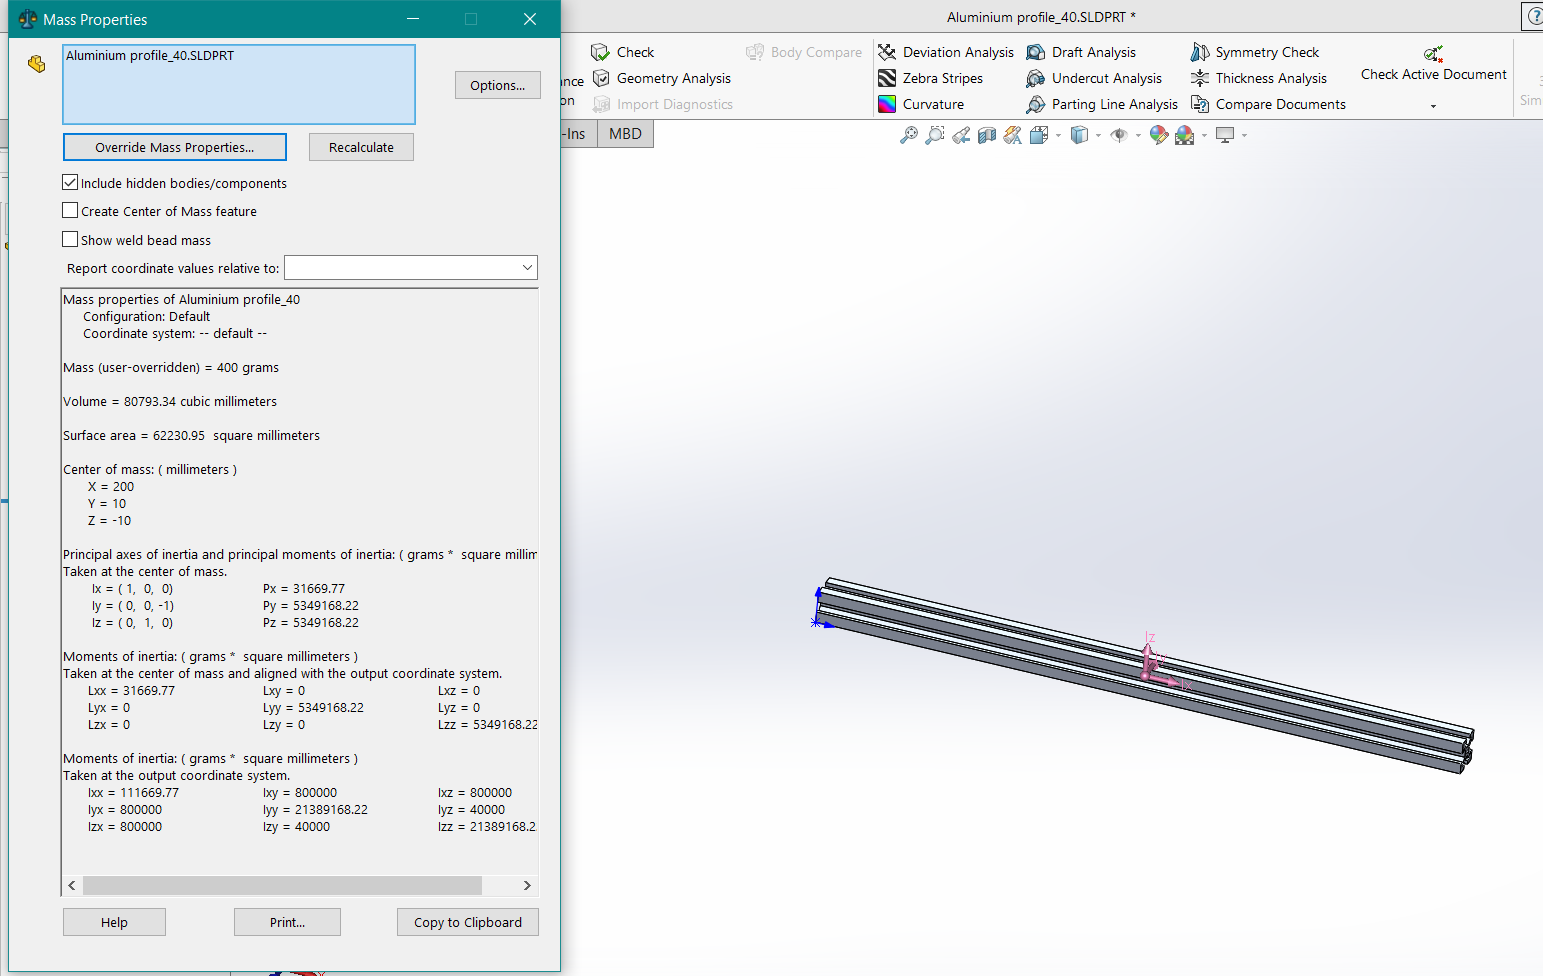 Mass Properties
Aluminium profile_40.SLDPRT *
Aluminium profile_40.SLDPRT
Options...
Override Mass Properties...
Recalculate
Include hidden bodies/components
Create Center of Mass feature
Show weld bead mass
Report coordinate values relative to:
Mass properties of Aluminium profile_40
Configuration: Default
Coordinate system: -- default --
Mass (user-overridden) = 400 grams
Volume = 80793.34 cubic millimeters
Surface area = 62230.95 square millimeters
Center of mass: ( millimeters )
X = 200
Y = 10
Z = -10
Principal axes of inertia and principal moments of inertia: ( grams * square millim
Taken at the center of mass.
Ix = ( 1, 0, 0) Px = 31669.77
Iy = ( 0, 0, -1) Py = 5349168.22
Iz = ( 0, 1, 0) Pz = 5349168.22
Moments of inertia: ( grams * square millimeters )
Taken at the center of mass and aligned with the output coordinate system.
Lxx = 31669.77 Lxy = 0 Lxz = 0
Lyx = 0 Lyy = 5349168.22 Lyz = 0
Lzx = 0 Lzy = 0 Lzz = 5349168.22
Moments of inertia: ( grams * square millimeters )
Taken at the output coordinate system.
Ixx = 111669.77 Ixy = 800000 Ixz = 800000
Iyx = 800000 Iyy = 21389168.22 Iyz = 40000
Izx = 800000 Izy = 40000 Izz = 21389168.2
Help
Print...
Copy to Clipboard
ance
on
Check
Geometry Analysis
Import Diagnostics
Body Compare
Deviation Analysis
Zebra Stripes
Curvature
Draft Analysis
Undercut Analysis
Parting Line Analysis
Symmetry Check
Thickness Analysis
Compare Documents
Check Active Document
Sim
-Ins
MBD
Iz